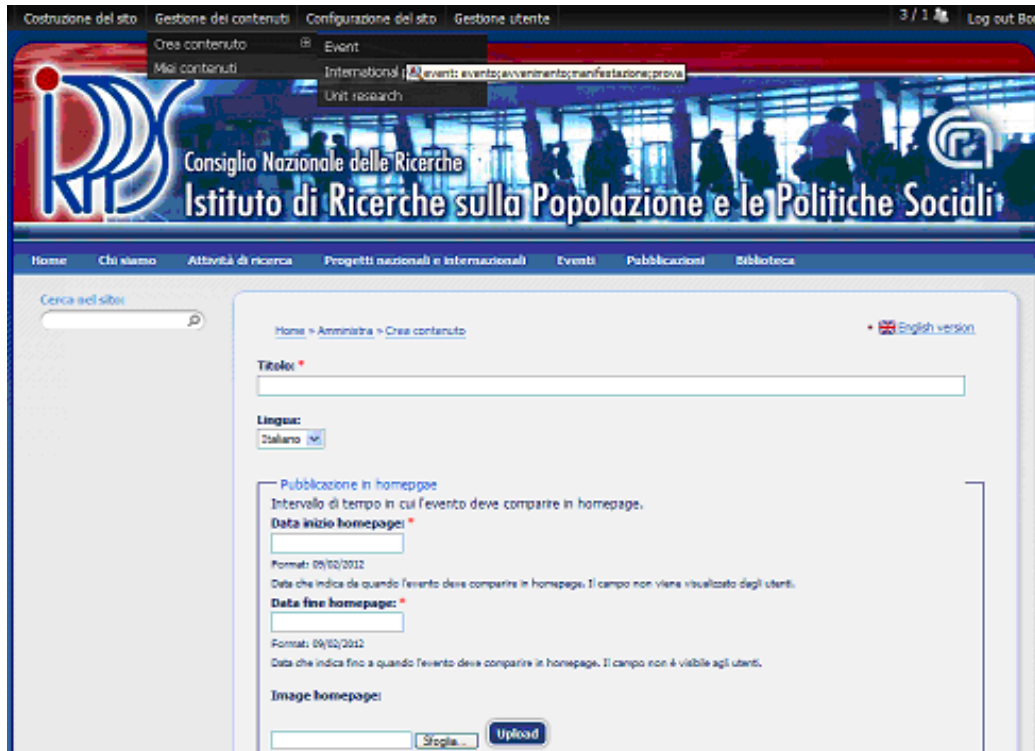 Costruzione del sito Gestione dei contenuti Configurazione del sito Gestione utente 3 / 1 Log out
Crea contenuto Event
Miei contenuti International event: evento;avvenimento;manifestazione;prova
Unit research
IRPPS
Consiglio Nazionale delle Ricerche
Istituto di Ricerche sulla Popolazione e le Politiche Sociali
Home Chi siamo Attività di ricerca Progetti nazionali e internazionali Eventi Pubblicazioni Biblioteca
Cerca nel sito:
Home » Amministra » Crea contenuto English version
Titolo: *
Lingua:
Italiano
Pubblicazione in homepgae
Intervallo di tempo in cui l'evento deve comparire in homepage.
Data inizio homepage: *
Format: 09/02/2012
Data che indica da quando l'evento deve comparire in homepage. Il campo non viene visualizzato dagli utenti.
Data fine homepage: *
Format: 09/02/2012
Data che indica fino a quando l'evento deve comparire in homepage. Il campo non è visibile agli utenti.
Image homepage:
Sfoglia... Upload